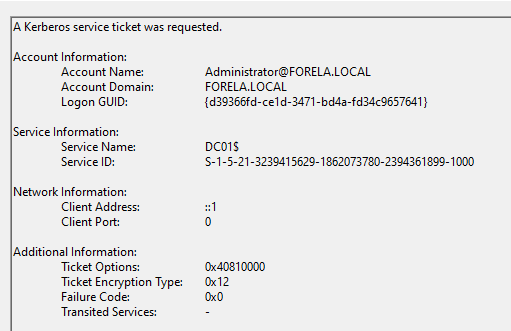 A Kerberos service ticket was requested.
Account Information:
Account Name: Administrator@FORELA.LOCAL
Account Domain: FORELA.LOCAL
Logon GUID: {d39366fd-ce1d-3471-bd4a-fd34c9657641}
Service Information:
Service Name: DC01$
Service ID: S-1-5-21-3239415629-1862073780-2394361899-1000
Network Information:
Client Address: ::1
Client Port: 0
Additional Information:
Ticket Options: 0x40810000
Ticket Encryption Type: 0x12
Failure Code: 0x0
Transited Services: -